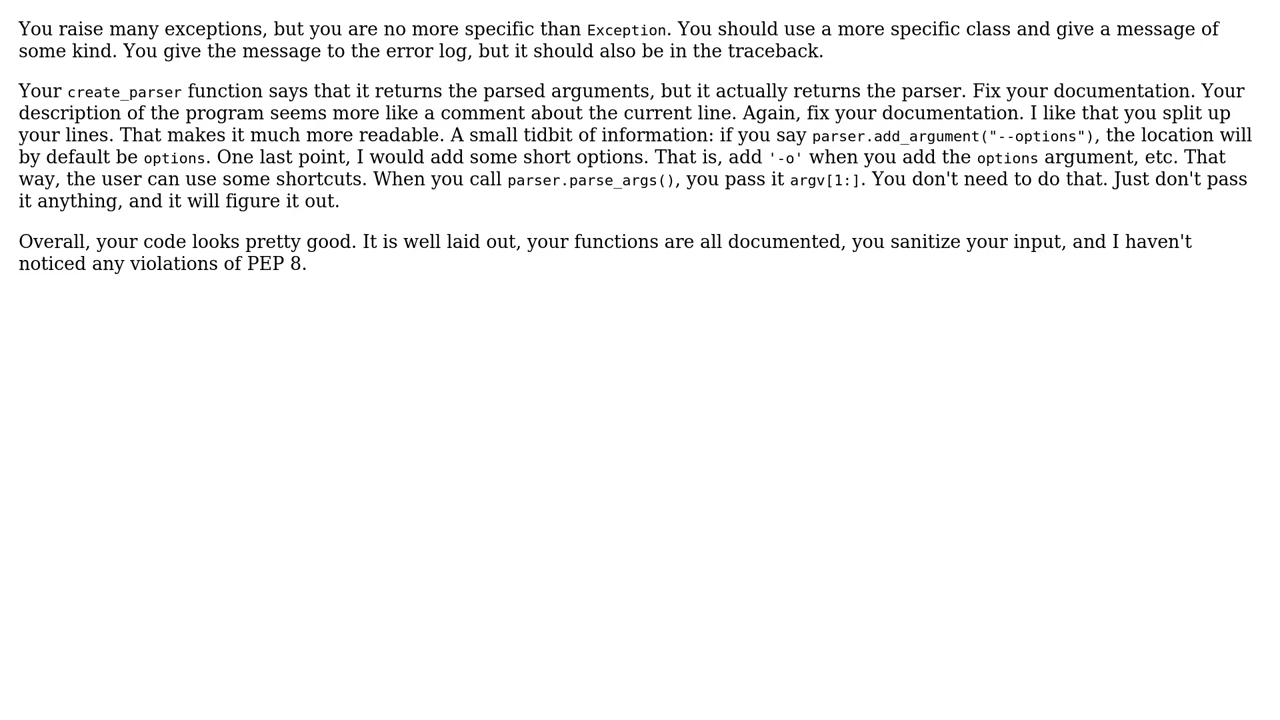 You raise many exceptions, but you are no more specific than Exception. You should use a more specific class and give a message of
some kind. You give the message to the error log, but it should also be in the traceback.
Your create_parser function says that it returns the parsed arguments, but it actually returns the parser. Fix your documentation. Your
description of the program seems more like a comment about the current line. Again, fix your documentation. I like that you split up
your lines. That makes it much more readable. A small tidbit of information: if you say parser.add_argument("--options"), the location will
by default be options. One last point, I would add some short options. That is, add '-o' when you add the options argument, etc. That
way, the user can use some shortcuts. When you call parser.parse_args(), you pass it argv[1:]. You don't need to do that. Just don't pass
it anything, and it will figure it out.
Overall, your code looks pretty good. It is well laid out, your functions are all documented, you sanitize your input, and I haven't
noticed any violations of PEP 8.